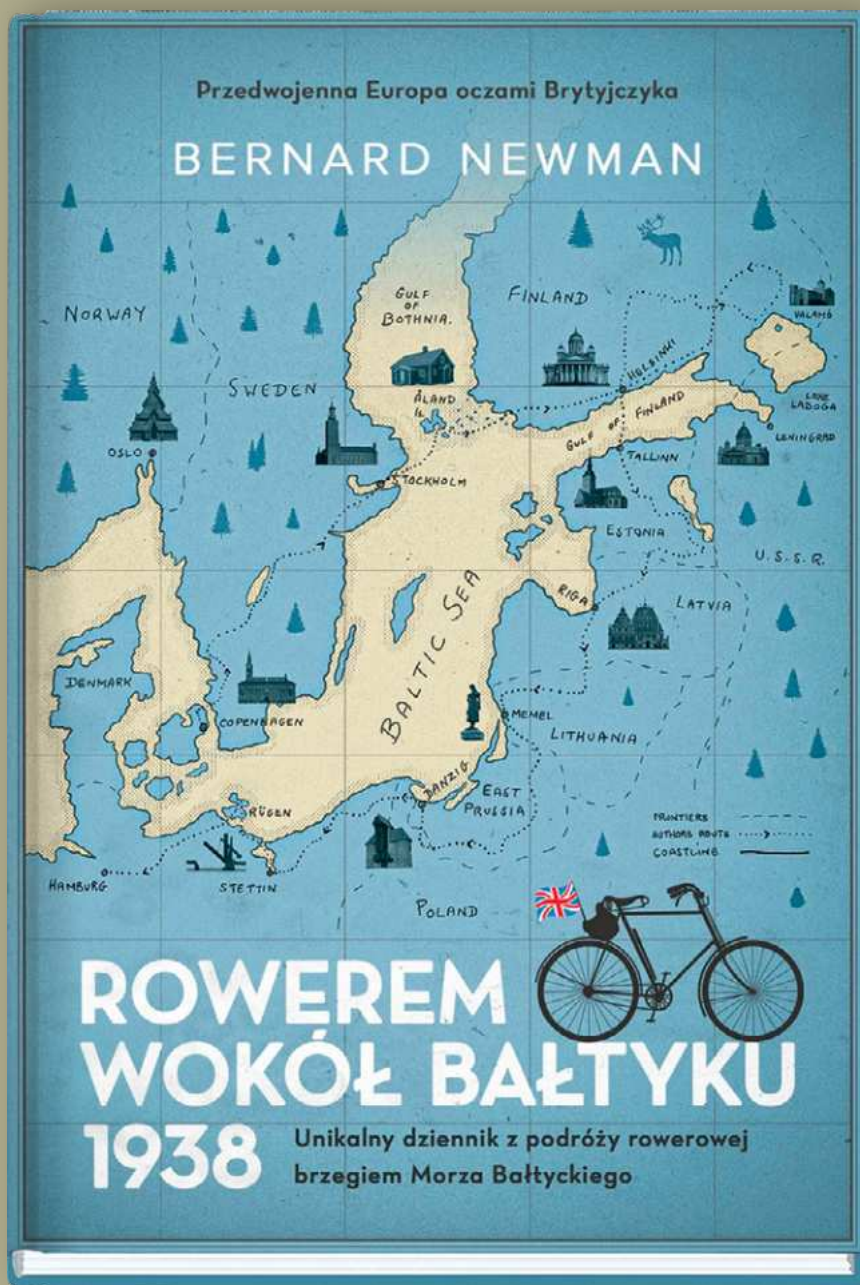 Przedwojenna Europa oczami Brytyjczyka
BERNARD NEWMAN
NORWAY
SWEDEN
GULF
OF
BOTHNIA.
FINLAND
VALAMO
ÅLAND
IS.
HELSINKI
GULF OF FINLAND
LAKE
LADOGA
LENINGRAD
OSLO
STOCKHOLM
TALLINN
ESTONIA
U.S.S.R.
RIGA
LATVIA
BALTIC SEA
DENMARK
COPENHAGEN
MEMEL
LITHUANIA
DANZIG
EAST
PRUSSIA
RÜGEN
FRONTIERS
AUTHORS ROUTE
COASTLINE
HAMBURG
STETTIN
POLAND
ROWEREM
WOKÓŁ BAŁTYKU
1938
Unikalny dziennik z podróży rowerowej
brzegiem Morza Bałtyckiego